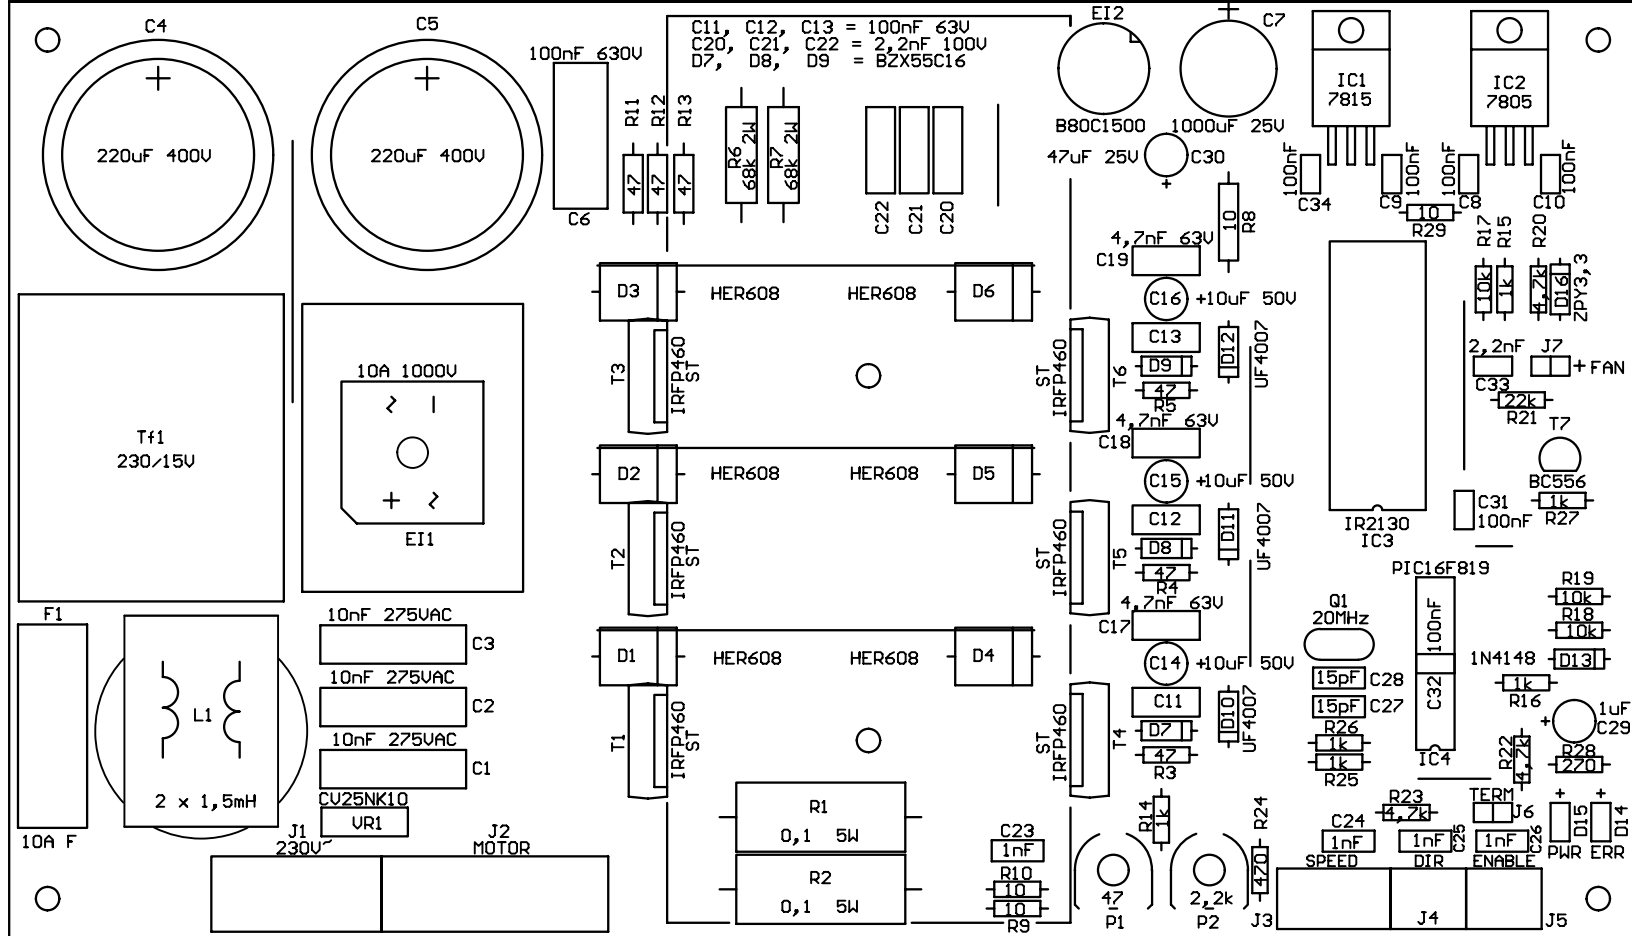 C4
C5
220uF 400V
220uF 400V
100nF 630V
C6
C11, C12, C13 = 100nF 63V
C20, C21, C22 = 2,2nF 100V
D7, D8, D9 = BZX55C16
R11
R12
R13
47
47
47
R6
68k 2W
R7
68k 2W
C22
C21
C20
EI2
B80C1500
C7
1000uF 25V
47uF 25V
C30
+
IC1
7815
IC2
7805
100nF
C34
C9
100nF
100nF
C8
C10
100nF
10
R29
10
R8
4,7nF 63V
C19
C16
+10uF 50V
C13
D9
47
R5
D12
UF4007
R17
R15
R20
10k
1k
4,7k
D16
ZPY3,3
2,2nF
C33
J7
+ FAN
22k
R21
T7
BC556
1k
R27
C31
100nF
IR2130
IC3
D3
HER608
HER608
D6
T3
IRFP460
ST
ST
IRFP460
T6
Tf1
230/15V
10A 1000V
+
EI1
D2
HER608
HER608
D5
T2
IRFP460
ST
ST
IRFP460
T5
4,7nF 63V
C18
C15
+10uF 50V
C12
D8
47
R4
D11
UF4007
4,7nF 63V
C17
C14
+10uF 50V
C11
D7
47
R3
D10
UF4007
D1
HER608
HER608
D4
T1
IRFP460
ST
ST
IRFP460
T4
F1
10A F
L1
2 x 1,5mH
10nF 275VAC
C3
10nF 275VAC
C2
10nF 275VAC
C1
CV25NK10
VR1
J1
230V~
J2
MOTOR
R1
0,1 5W
R2
0,1 5W
C23
1nF
R10
10
10
R9
R14
1k
47
P1
2,2k
P2
R24
470
PIC16F819
100nF
C32
IC4
Q1
20MHz
15pF C28
15pF C27
R26
1k
1k
R25
R19
10k
R18
10k
1N4148
D13
1k
R16
+
1uF
C29
R22
4,7k
R28
270
R23
4,7k
TERM
J6
+
D15
PWR
+
D14
ERR
C24
1nF
SPEED
1nF
C25
DIR
1nF
C26
ENABLE
J3
J4
J5